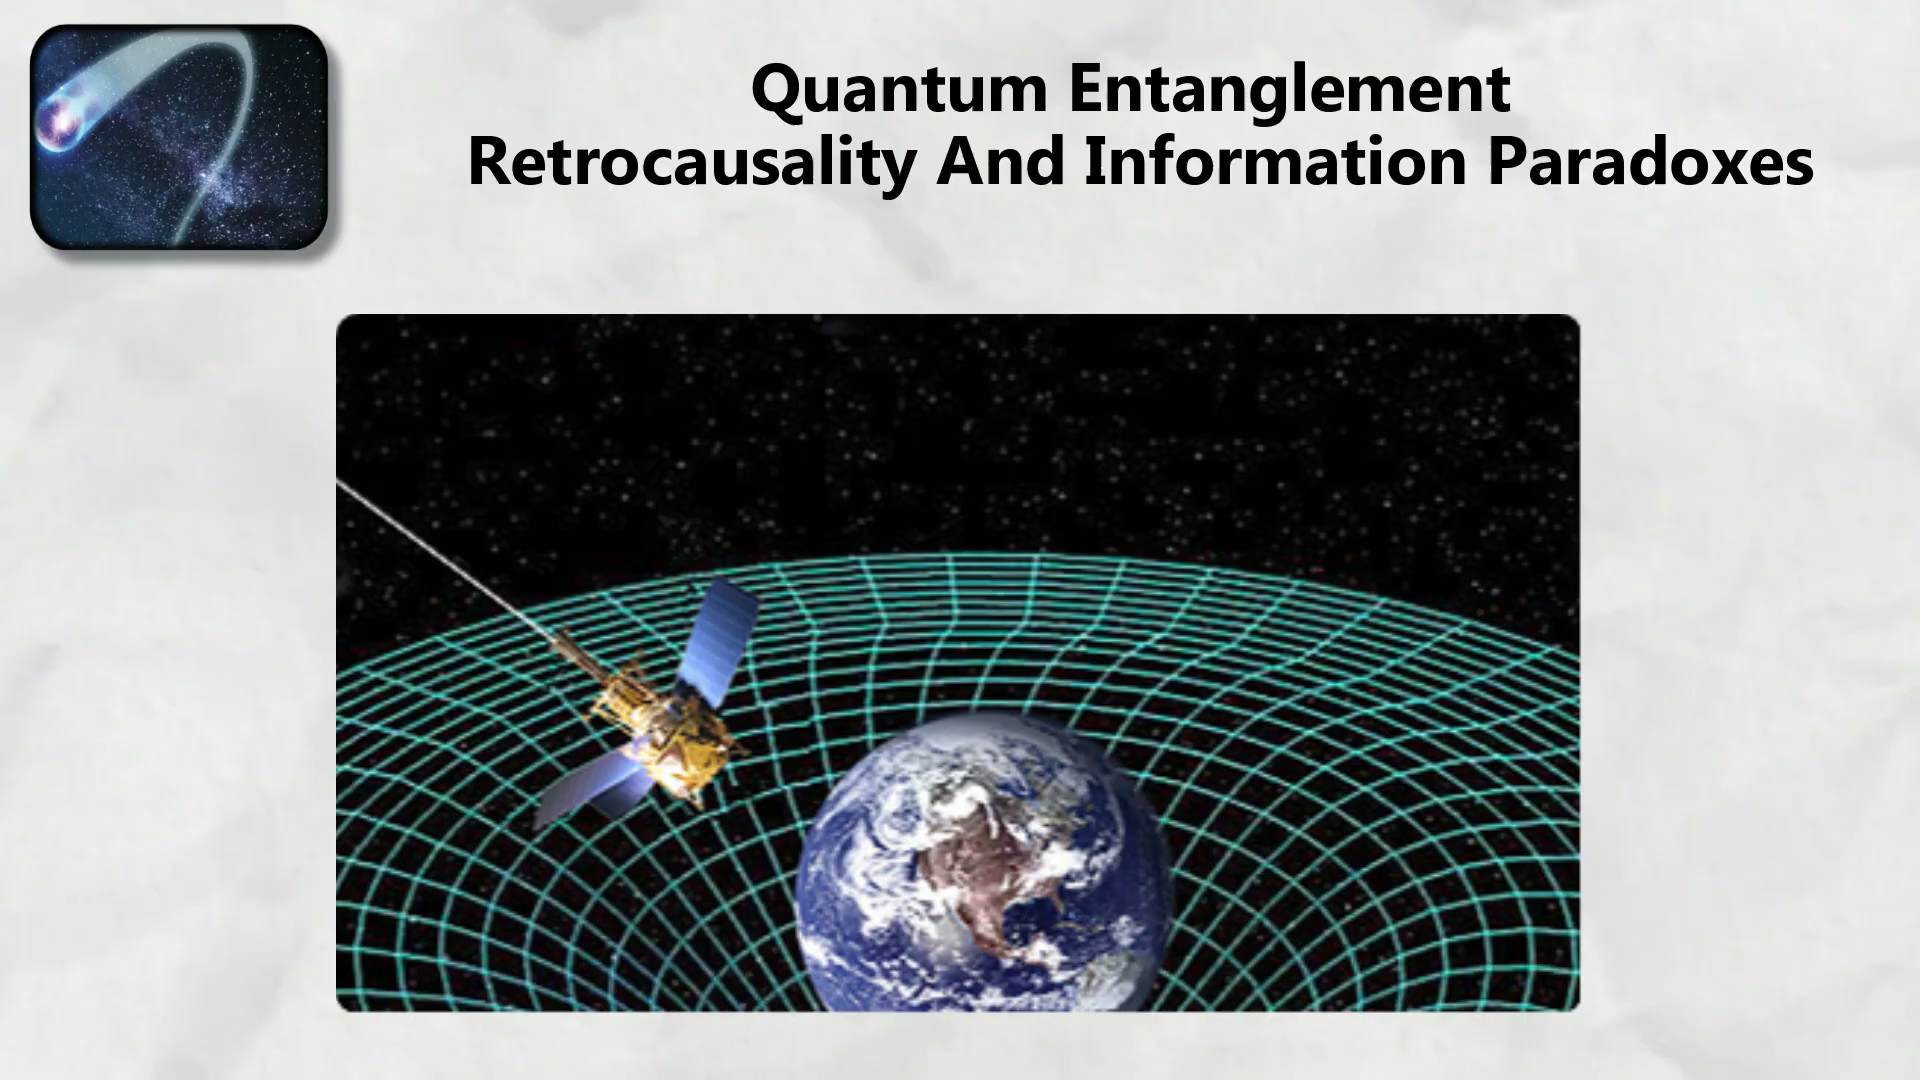 Quantum Entanglement
Retrocausality And Information Paradoxes